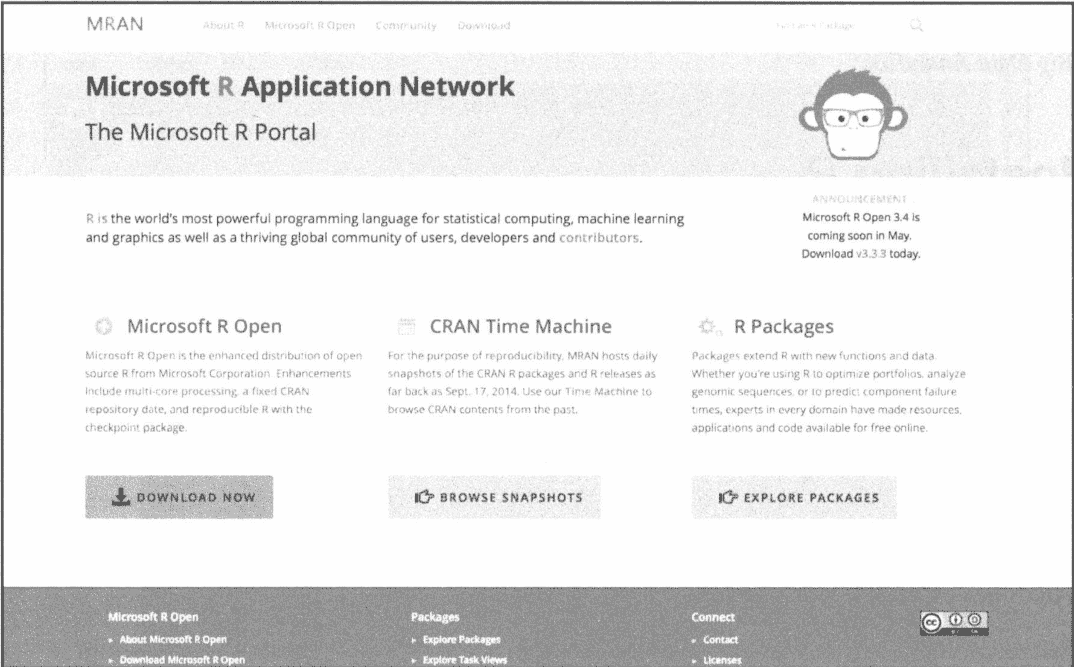 MRAN
About R Microsoft R Open Community Download
Microsoft R Application Network
The Microsoft R Portal
R is the world's most powerful programming language for statistical computing, machine learning
and graphics as well as a thriving global community of users, developers and contributors.
ANNOUNCEMENT
Microsoft R Open 3.4 is
coming soon in May.
Download v3.3.3 today.
Microsoft R Open
Microsoft R Open is the enhanced distribution of open
source R from Microsoft Corporation. Enhancements
include multi-core processing, a fixed CRAN
repository date, and reproducible R with the
checkpoint package.
DOWNLOAD NOW
CRAN Time Machine
For the purpose of reproducibility, MRAN hosts daily
snapshots of the CRAN R packages and R releases as
far back as Sept. 17, 2014. Use our Time Machine to
browse CRAN contents from the past.
BROWSE SNAPSHOTS
R Packages
Packages extend R with new functions and data.
Whether you're using R to optimize portfolios, analyze
genomic sequences, or to predict component failure
times, experts in every domain have made resources,
applications and code available for free online.
EXPLORE PACKAGES
Microsoft R Open
About Microsoft R Open
Download Microsoft R Open
Packages
Explore Packages
Explore Task Views
Connect
Contact
Licenses
cc